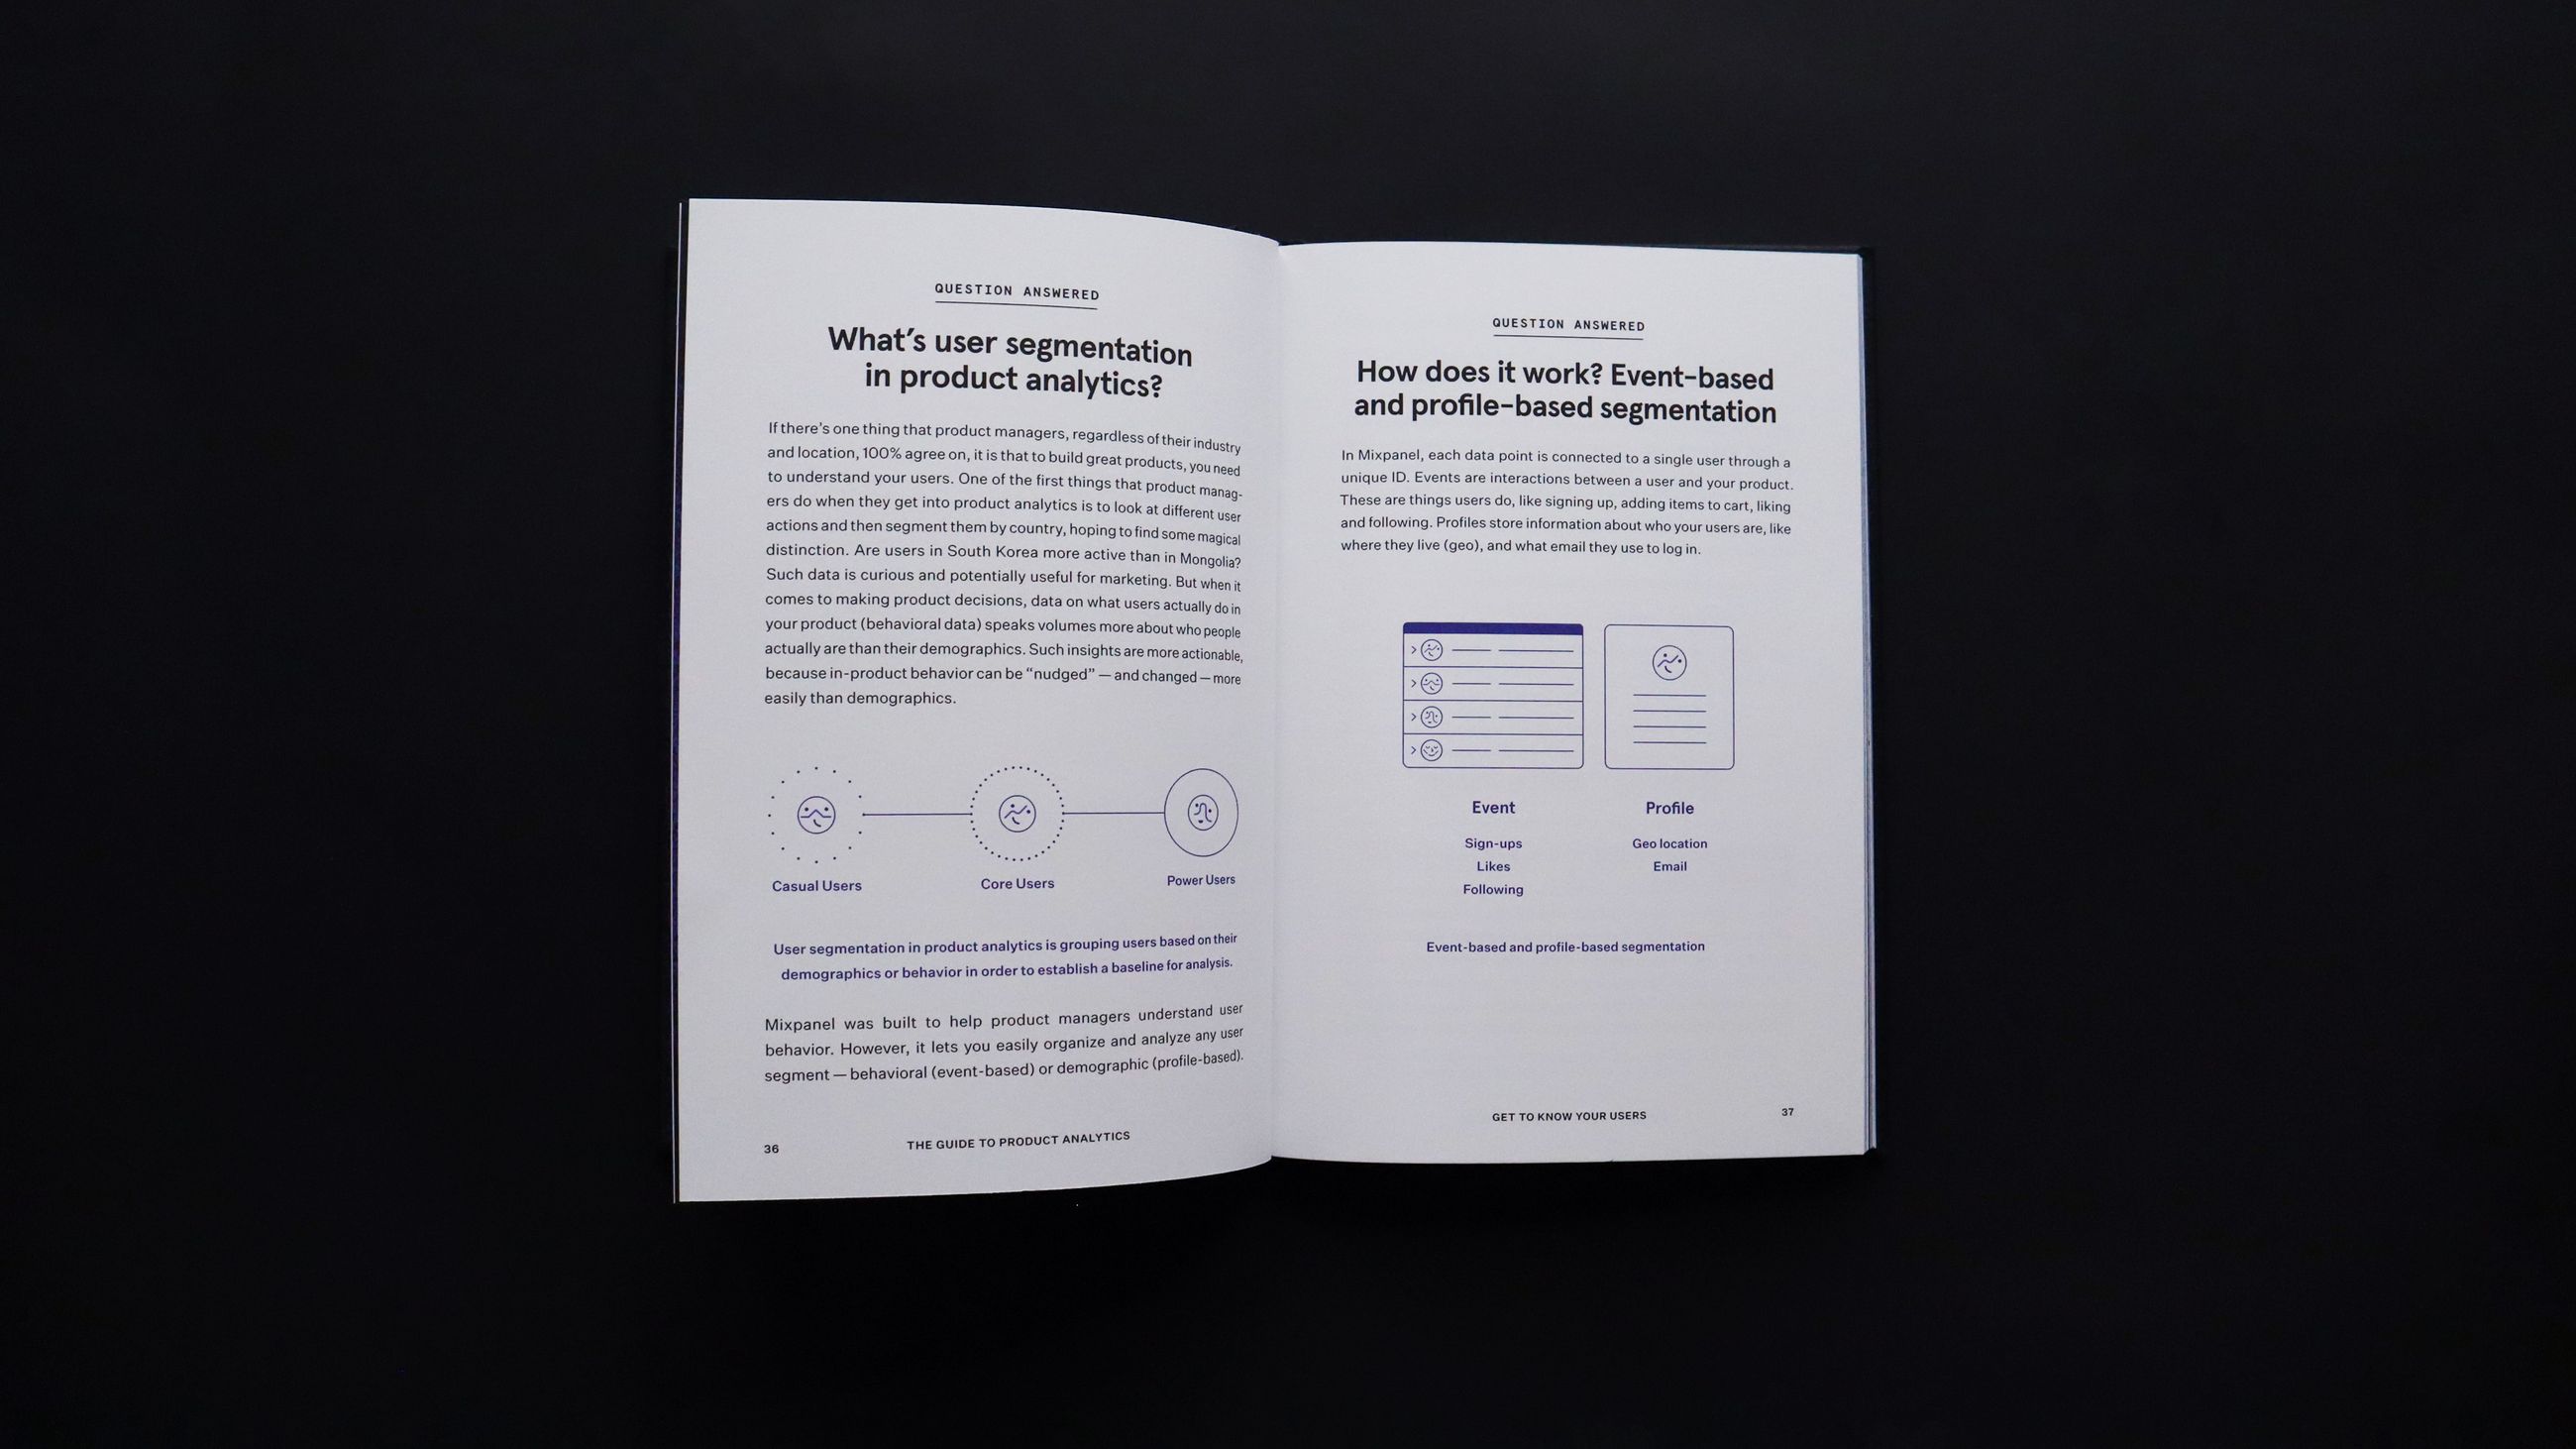 QUESTION ANSWERED
What's user segmentation
in product analytics?
If there's one thing that product managers, regardless of their industry
and location, 100% agree on, it is that to build great products, you need
to understand your users. One of the first things that product manag-
ers do when they get into product analytics is to look at different user
actions and then segment them by country, hoping to find some magical
distinction. Are users in South Korea more active than in Mongolia?
Such data is curious and potentially useful for marketing. But when it
comes to making product decisions, data on what users actually do in
your product (behavioral data) speaks volumes more about who people
actually are than their demographics. Such insights are more actionable,
because in-product behavior can be “nudged” — and changed — more
easily than demographics.
Casual Users
Core Users
Power Users
User segmentation in product analytics is grouping users based on their
demographics or behavior in order to establish a baseline for analysis.
Mixpanel was built to help product managers understand user
behavior. However, it lets you easily organize and analyze any user
segment — behavioral (event-based) or demographic (profile-based).
36
THE GUIDE TO PRODUCT ANALYTICS
QUESTION ANSWERED
How does it work? Event-based
and profile-based segmentation
In Mixpanel, each data point is connected to a single user through a
unique ID. Events are interactions between a user and your product.
These are things users do, like signing up, adding items to cart, liking
and following. Profiles store information about who your users are, like
where they live (geo), and what email they use to log in.
Event
Sign-ups
Likes
Following
Profile
Geo location
Email
Event-based and profile-based segmentation
GET TO KNOW YOUR USERS
37